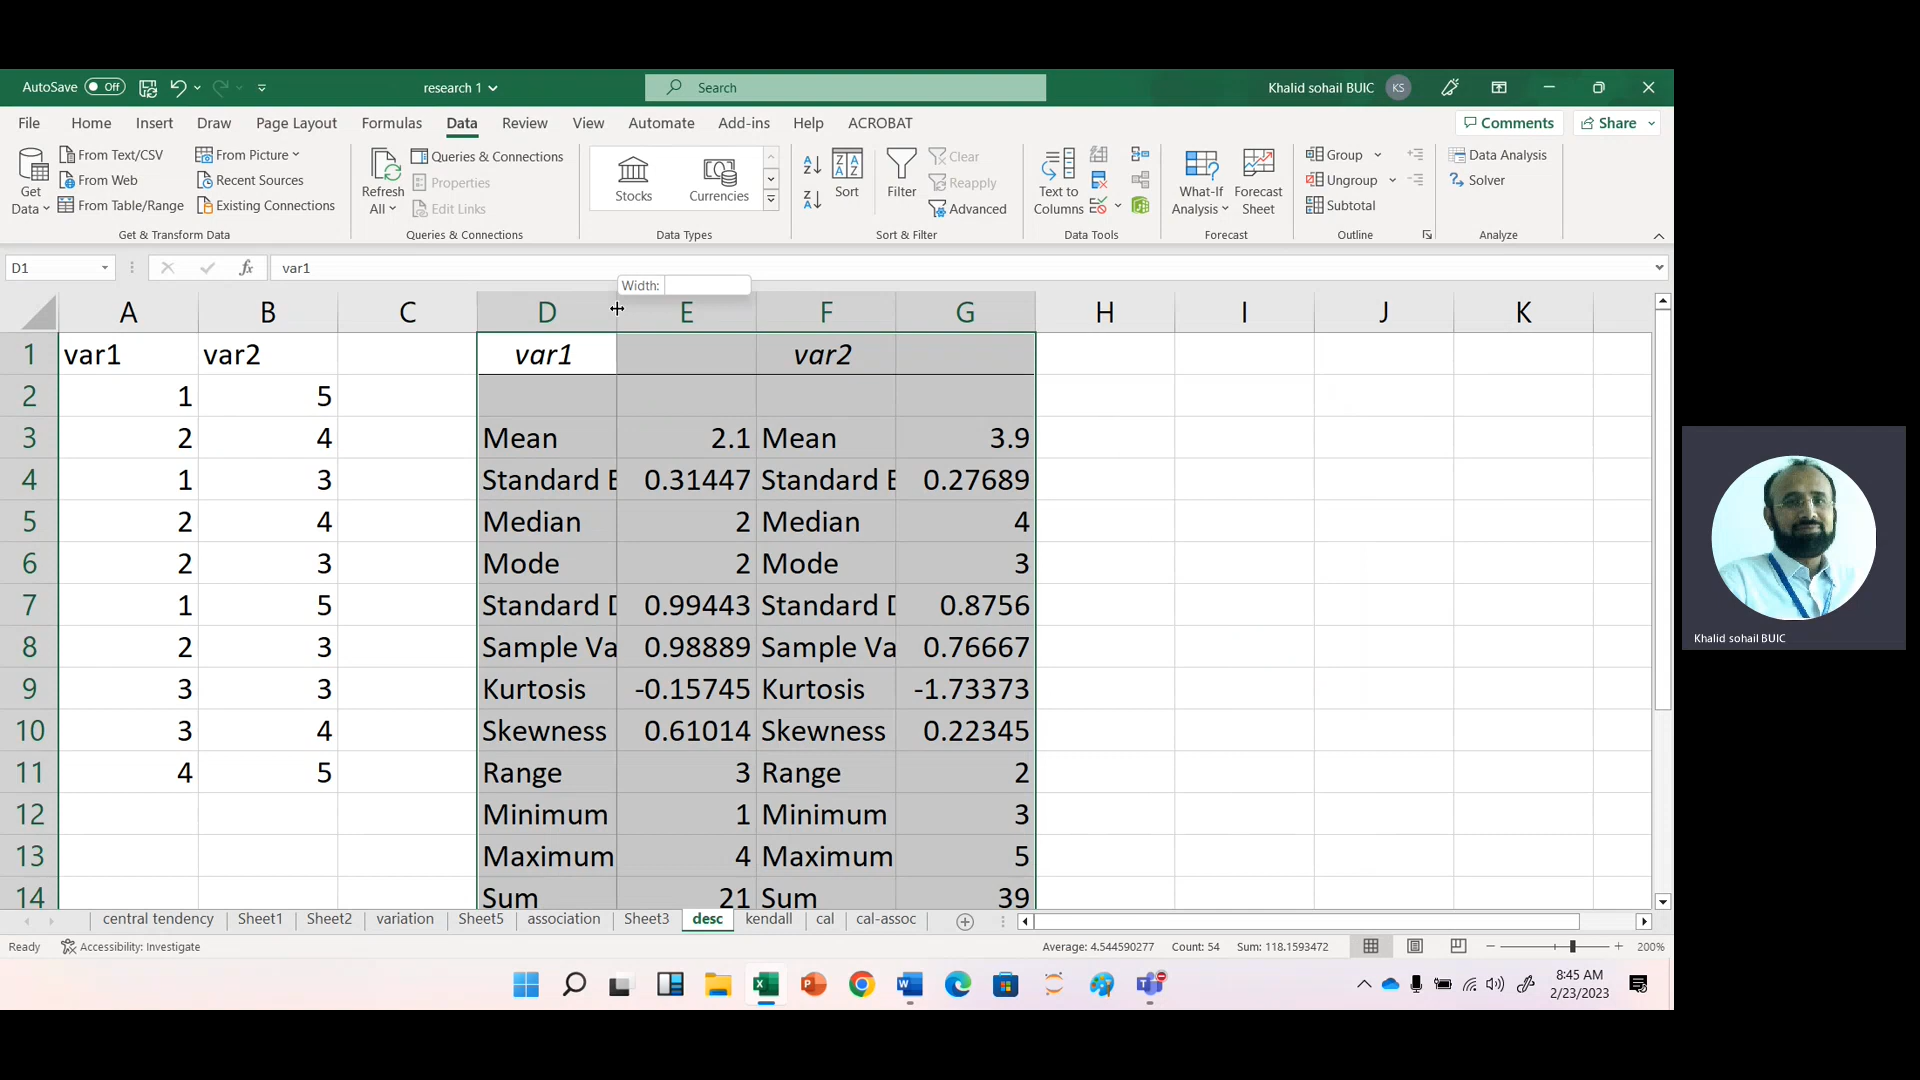 AutoSave Off research 1 Search Khalid sohail BUIC KS
File Home Insert Draw Page Layout Formulas Data Review View Automate Add-ins Help ACROBAT Comments Share
Get Data
From Text/CSV
From Web
From Table/Range
From Picture
Recent Sources
Existing Connections
Get & Transform Data
Refresh All
Queries & Connections
Properties
Edit Links
Queries & Connections
Stocks
Currencies
Data Types
Sort
Filter
Clear
Reapply
Advanced
Sort & Filter
Text to Columns
Data Tools
What-If Analysis
Forecast Sheet
Forecast
Group
Ungroup
Subtotal
Outline
Data Analysis
Solver
Analyze
D1 fx var1
Width:
A B C D E F G H I J K
1 var1 var2 var1 var2
2 1 5
3 2 4 Mean 2.1 Mean 3.9
4 1 3 Standard E 0.31447 Standard E 0.27689
5 2 4 Median 2 Median 4
6 2 3 Mode 2 Mode 3
7 1 5 Standard D 0.99443 Standard D 0.8756
8 2 3 Sample Va 0.98889 Sample Va 0.76667
9 3 3 Kurtosis -0.15745 Kurtosis -1.73373
10 3 4 Skewness 0.61014 Skewness 0.22345
11 4 5 Range 3 Range 2
12 Minimum 1 Minimum 3
13 Maximum 4 Maximum 5
14 Sum 21 Sum 39
central tendency Sheet1 Sheet2 variation Sheet5 association Sheet3 desc kendall cal cal-assoc
Ready Accessibility: Investigate Average: 4.544590277 Count: 54 Sum: 118.1593472 200%
8:45 AM
2/23/2023
Khalid sohail BUIC